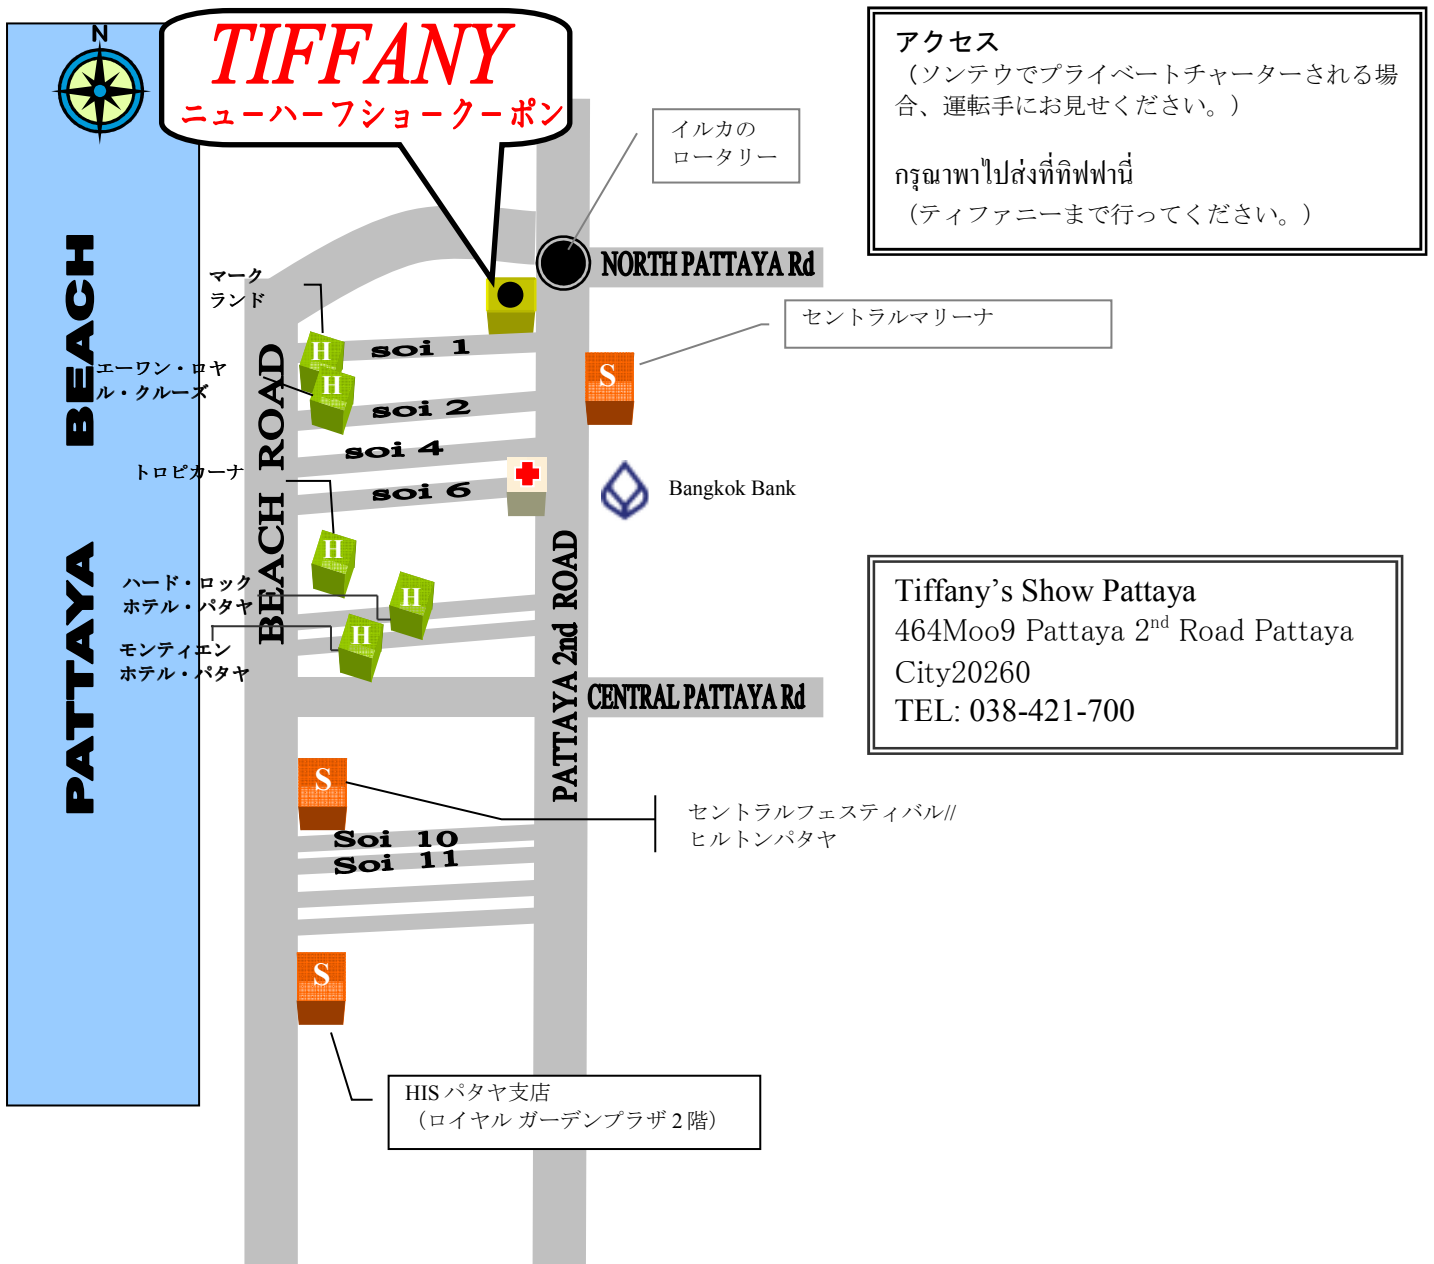 N
TIFFANY
ニューハーフショークーポン
アクセス
（ソンテウでプライベートチャーターされる場
合、運転手にお見せください。）
กรุณาพาไปส่งที่ทิฟฟานี่
（ティファニーまで行ってください。）
イルカの
ロータリー
NORTH PATTAYA Rd
マーク
ランド
セントラルマリーナ
soi 1
H
エーワン・ロヤ
ル・クルーズ
H
S
soi 2
soi 4
トロピカーナ
soi 6
Bangkok Bank
PATTAYA BEACH
BEACH ROAD
PATTAYA 2nd ROAD
H
ハード・ロック
ホテル・パタヤ
H
H
モンティエン
ホテル・パタヤ
CENTRAL PATTAYA Rd
Tiffany’s Show Pattaya
464Moo9 Pattaya 2nd Road Pattaya
City20260
TEL: 038-421-700
S
セントラルフェスティバル//
ヒルトンパタヤ
Soi 10
Soi 11
S
HIS パタヤ支店
（ロイヤル ガーデンプラザ 2 階）